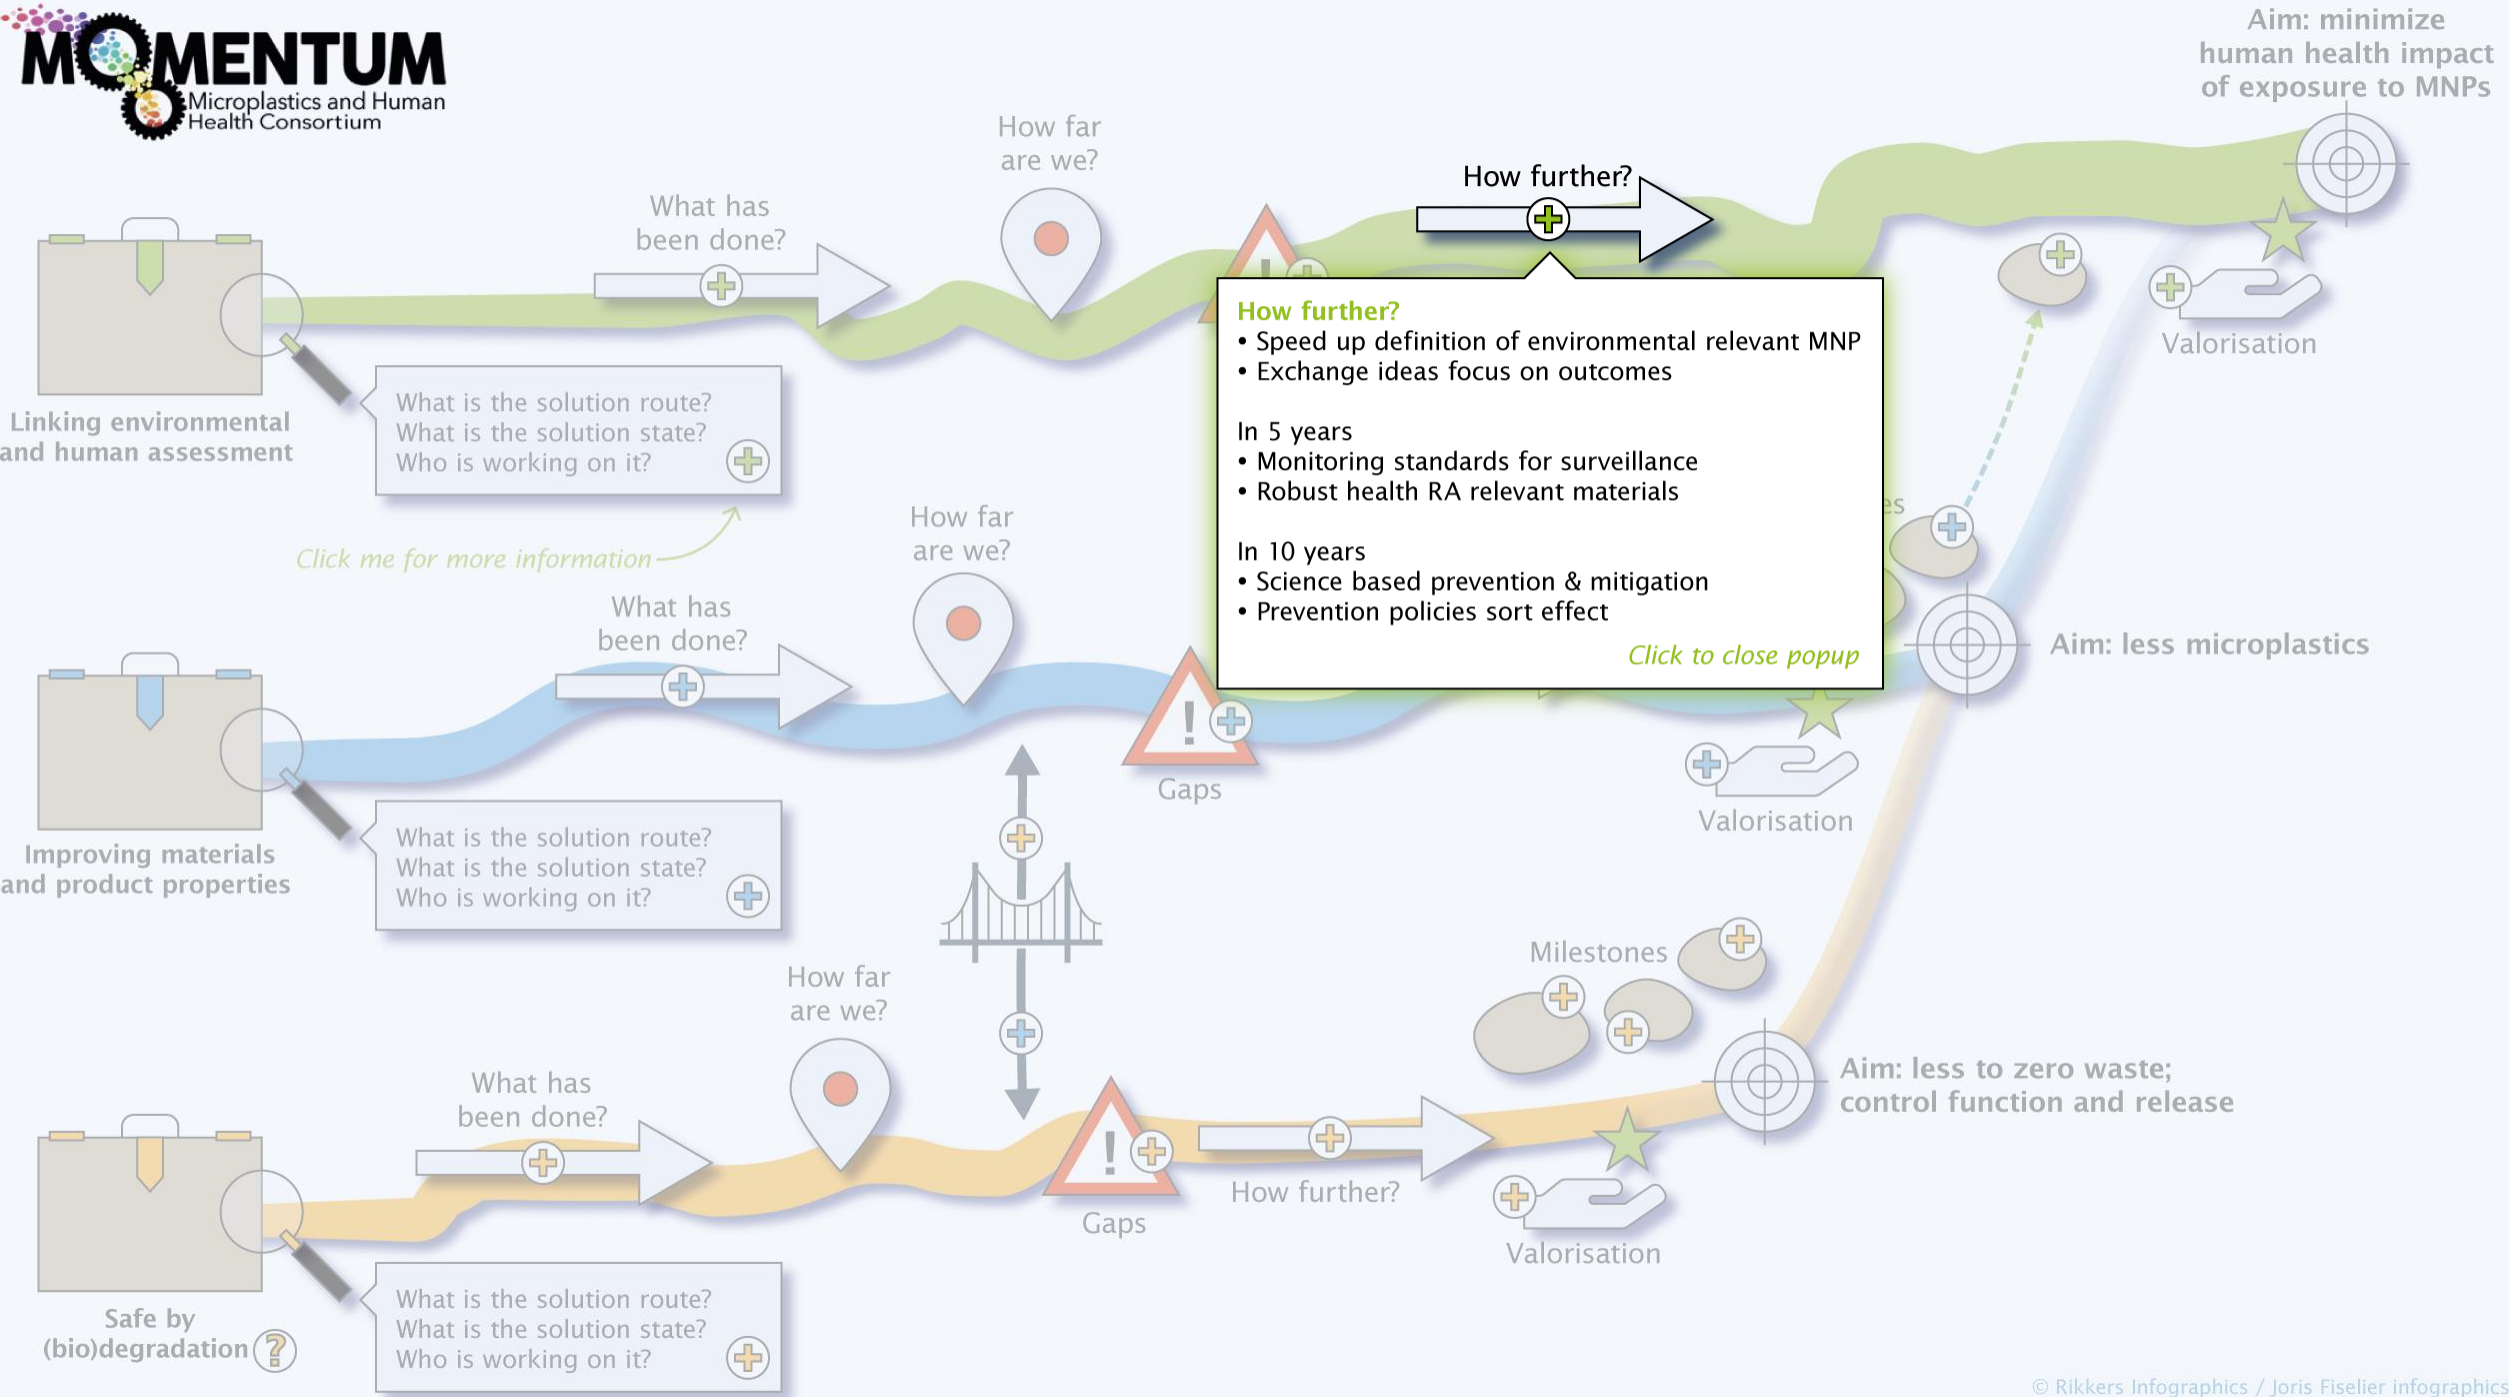 MOMENTUM
Microplastics and Human
Health Consortium
Aim: minimize
human health impact
of exposure to MNPs
How far
are we?
What has
been done?
How further?
Valorisation
Linking environmental
and human assessment
What is the solution route?
What is the solution state?
Who is working on it?
Click me for more information
How further?
• Speed up definition of environmental relevant MNP
• Exchange ideas focus on outcomes
In 5 years
• Monitoring standards for surveillance
• Robust health RA relevant materials
In 10 years
• Science based prevention & mitigation
• Prevention policies sort effect
Click to close popup
How far
are we?
What has
been done?
!
Gaps
Aim: less microplastics
Valorisation
Improving materials
and product properties
What is the solution route?
What is the solution state?
Who is working on it?
How far
are we?
What has
been done?
!
Gaps
How further?
Milestones
Aim: less to zero waste;
control function and release
Valorisation
Safe by
(bio)degradation ?
What is the solution route?
What is the solution state?
Who is working on it?
© Rikkers Infographics / Joris Fiselier infographics